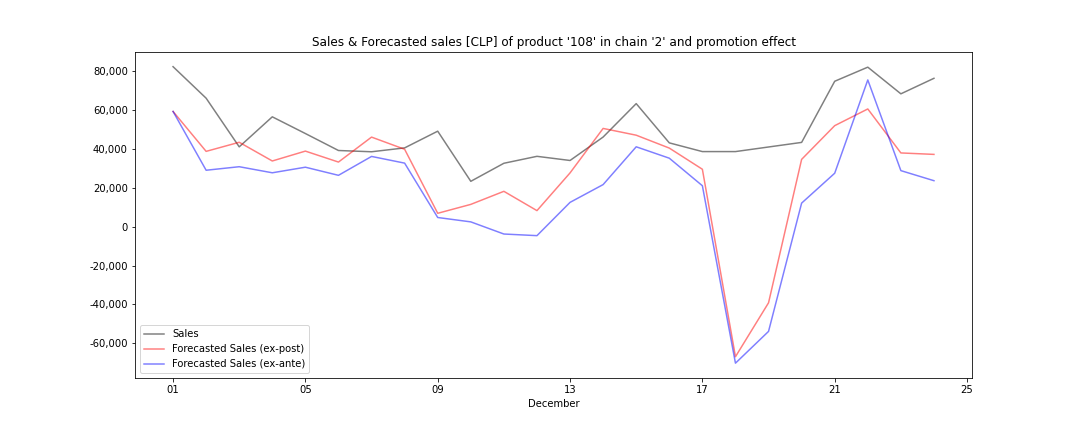 Sales & Forecasted sales [CLP] of product '108' in chain '2' and promotion effect
80,000
60,000
40,000
20,000
0
-20,000
-40,000
-60,000
Sales
Forecasted Sales (ex-post)
Forecasted Sales (ex-ante)
01 05 09 13 17 21 25
December